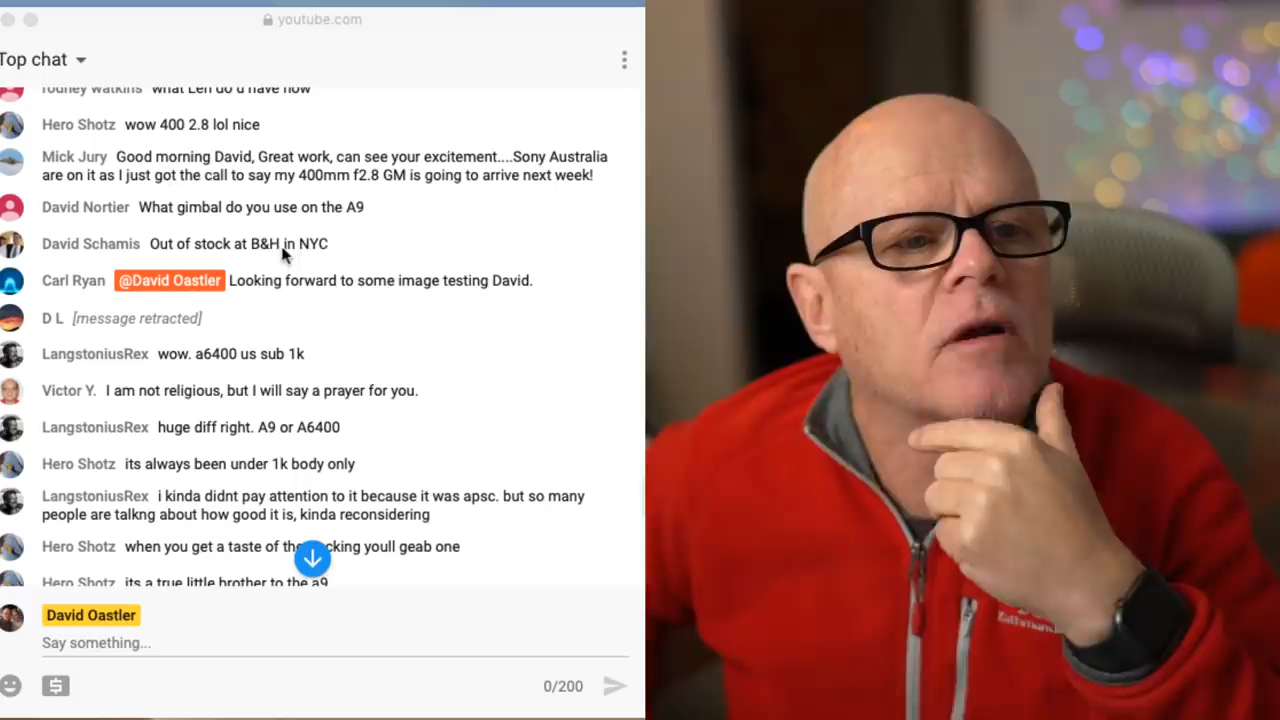 youtube.com
Top chat
rodney watkins what Len do u have now
Hero Shotz wow 400 2.8 lol nice
Mick Jury Good morning David, Great work, can see your excitement....Sony Australia
are on it as I just got the call to say my 400mm f2.8 GM is going to arrive next week!
David Nortier What gimbal do you use on the A9
David Schamis Out of stock at B&H in NYC
Carl Ryan @David Oastler Looking forward to some image testing David.
D L [message retracted]
LangstoniusRex wow. a6400 us sub 1k
Victor Y. I am not religious, but I will say a prayer for you.
LangstoniusRex huge diff right. A9 or A6400
Hero Shotz its always been under 1k body only
LangstoniusRex i kinda didnt pay attention to it because it was apsc. but so many
people are talkng about how good it is, kinda reconsidering
Hero Shotz when you get a taste of the cking youll geab one
Hero Shotz its a true little brother to the a9
David Oastler
Say something...
0/200